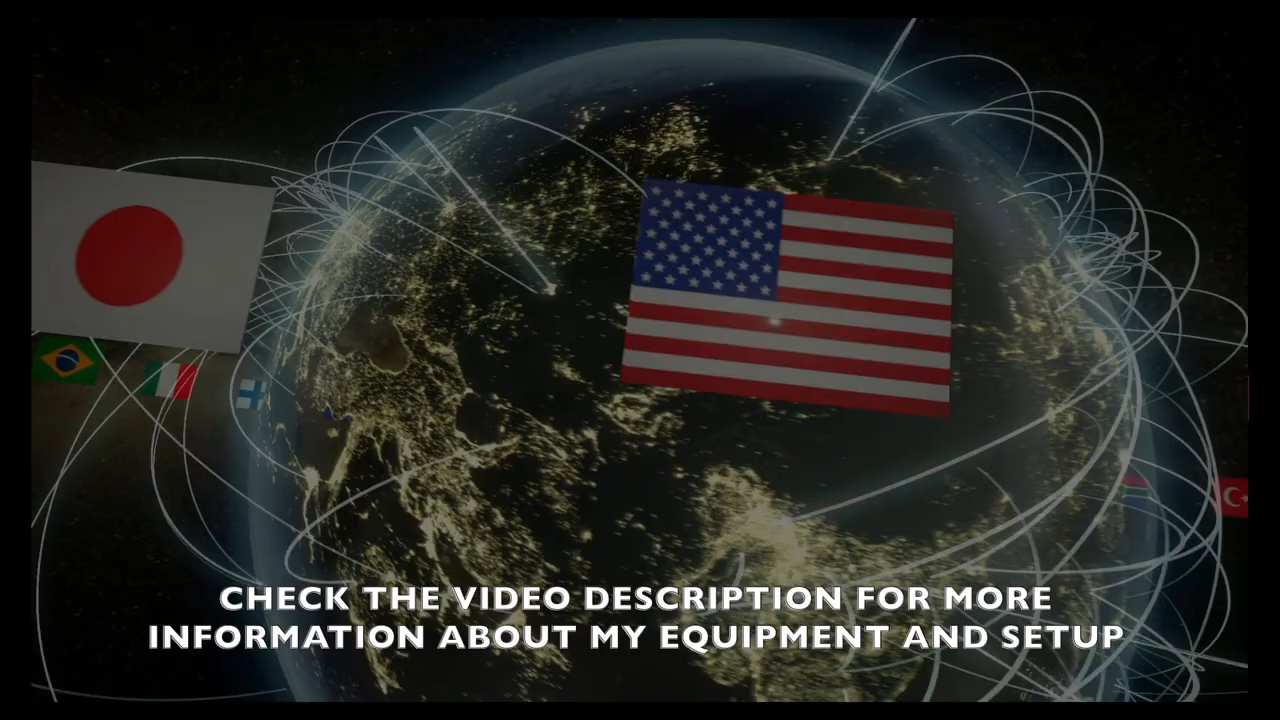 CHECK THE VIDEO DESCRIPTION FOR MORE
INFORMATION ABOUT MY EQUIPMENT AND SETUP